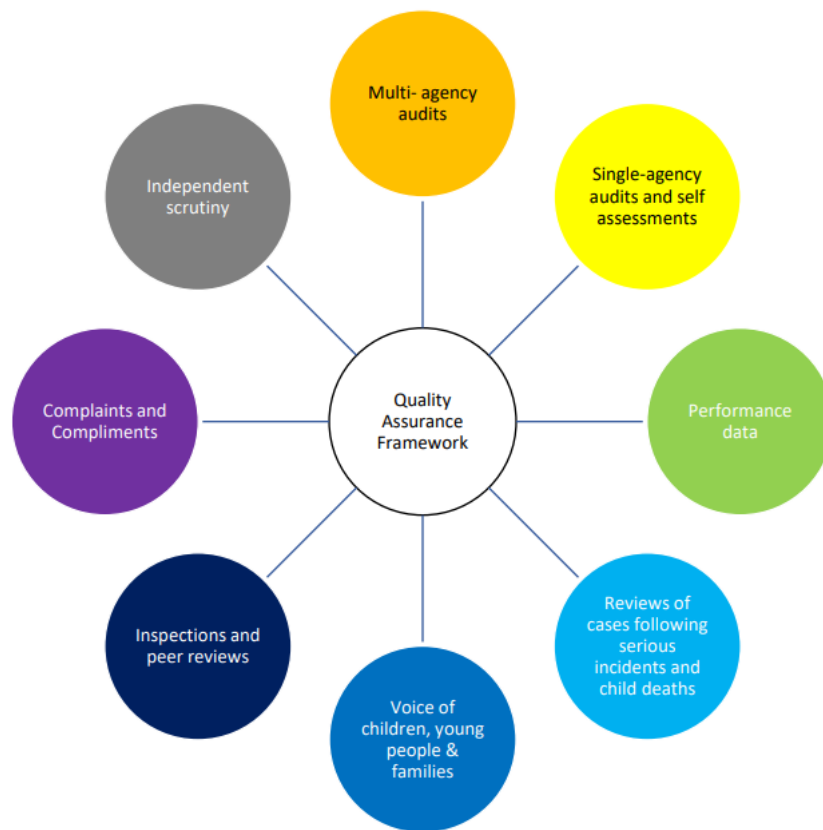 Multi- agency
audits
Single-agency
audits and self
assessments
Performance
data
Reviews of
cases following
serious
incidents and
child deaths
Voice of
children, young
people &
families
Inspections and
peer reviews
Complaints and
Compliments
Independent
scrutiny
Quality
Assurance
Framework